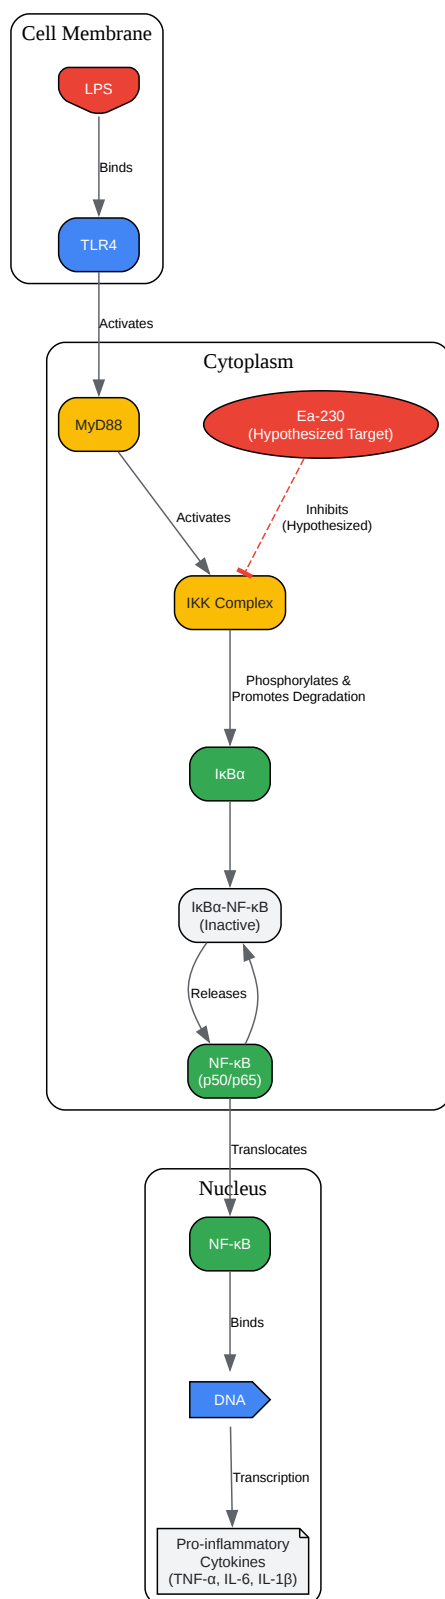 Cell Membrane
LPS
Binds
TLR4
Activates
Cytoplasm
MyD88
Ea-230
(Hypothesized Target)
Activates
Inhibits
(Hypothesized)
IKK Complex
Phosphorylates &
Promotes Degradation
IκBα
IκBα-NF-κB
(Inactive)
Releases
NF-κB
(p50/p65)
Translocates
Nucleus
NF-κB
Binds
DNA
Transcription
Pro-inflammatory
Cytokines
(TNF-α, IL-6, IL-1β)